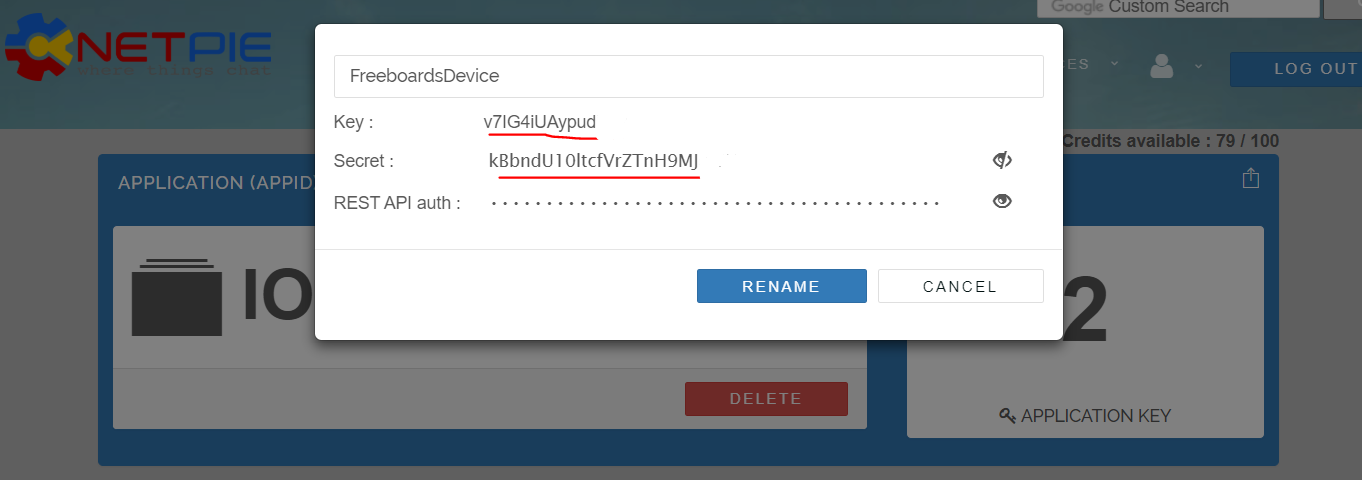 Google Custom Search
NETPIE
where things chat
FreeboardsDevice
ES
LOG OUT
Key :
v7IG4iUAypud
Credits available : 79 / 100
Secret :
kBbndU10ltcfVrZTnH9MJ
APPLICATION (APPID)
REST API auth :
IO
2
RENAME
CANCEL
DELETE
APPLICATION KEY